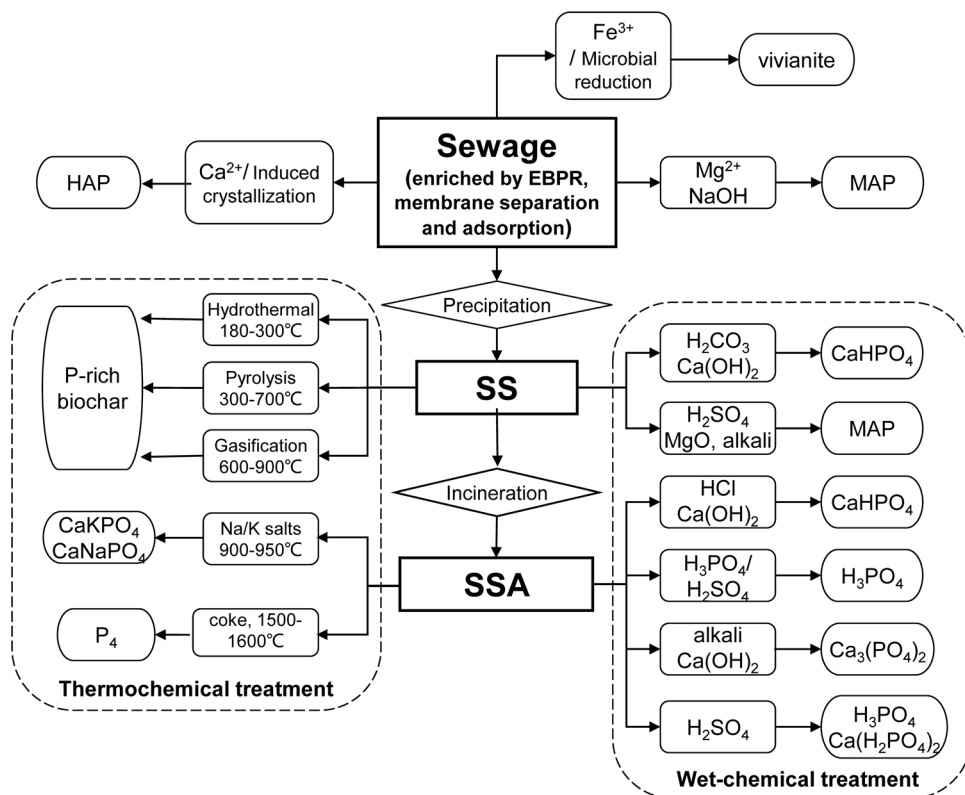 Fe³⁺
/ Microbial
reduction
vivianite
Sewage
(enriched by EBPR,
membrane separation
and adsorption)
HAP
Ca²⁺/ Induced
crystallization
Mg²⁺
NaOH
MAP
Precipitation
Hydrothermal
180-300℃
P-rich
biochar
Pyrolysis
300-700℃
Gasification
600-900℃
SS
H₂CO₃
Ca(OH)₂
CaHPO₄
H₂SO₄
MgO, alkali
MAP
Incineration
CaKPO₄
CaNaPO₄
Na/K salts
900-950℃
P₄
coke, 1500-
1600℃
Thermochemical treatment
SSA
HCl
Ca(OH)₂
CaHPO₄
H₃PO₄/
H₂SO₄
H₃PO₄
alkali
Ca(OH)₂
Ca₃(PO₄)₂
H₂SO₄
H₃PO₄
Ca(H₂PO₄)₂
Wet-chemical treatment